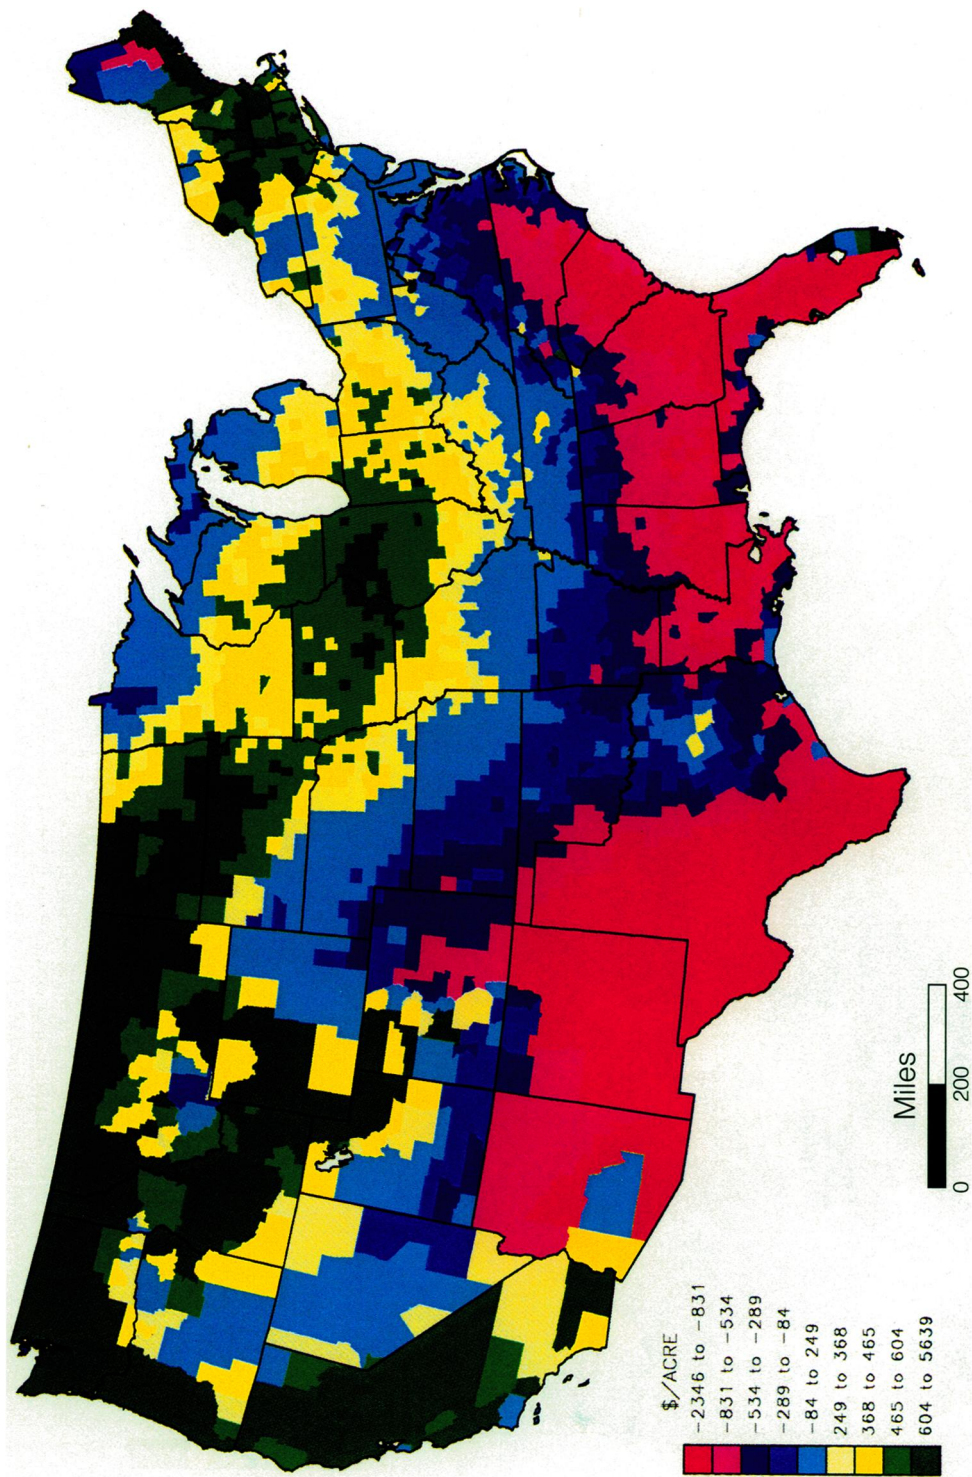 $/ACRE
-2346 to -831
-831 to -534
-534 to -289
-289 to -84
-84 to 249
249 to 368
368 to 465
465 to 604
604 to 5639
Miles
0 200 400